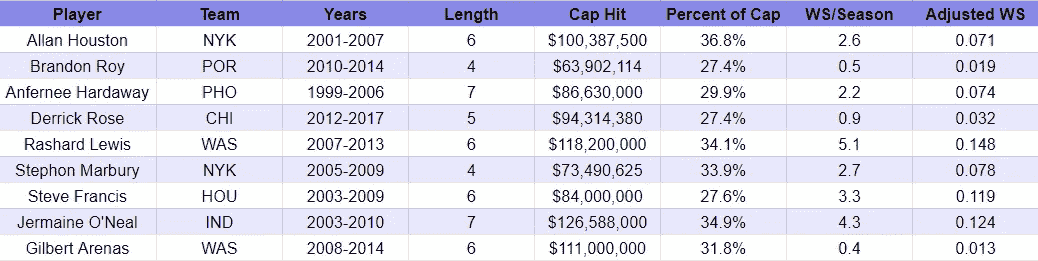 Player Team Years Length Cap Hit Percent of Cap WS/Season Adjusted WS
Allan Houston NYK 2001-2007 6 $100,387,500 36.8% 2.6 0.071
Brandon Roy POR 2010-2014 4 $63,902,114 27.4% 0.5 0.019
Anfernee Hardaway PHO 1999-2006 7 $86,630,000 29.9% 2.2 0.074
Derrick Rose CHI 2012-2017 5 $94,314,380 27.4% 0.9 0.032
Rashard Lewis WAS 2007-2013 6 $118,200,000 34.1% 5.1 0.148
Stephon Marbury NYK 2005-2009 4 $73,490,625 33.9% 2.7 0.078
Steve Francis HOU 2003-2009 6 $84,000,000 27.6% 3.3 0.119
Jermaine O'Neal IND 2003-2010 7 $126,588,000 34.9% 4.3 0.124
Gilbert Arenas WAS 2008-2014 6 $111,000,000 31.8% 0.4 0.013